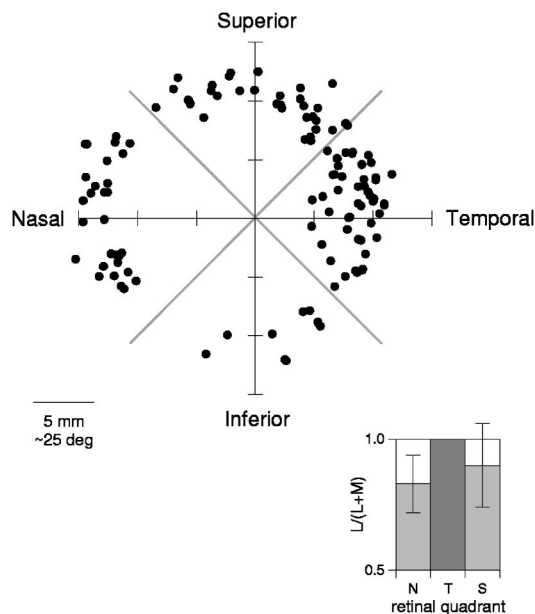 Superior
Nasal
Temporal
Inferior
5 mm
~25 deg
L/(L+M)
1.0
0.5
N T S
retinal quadrant